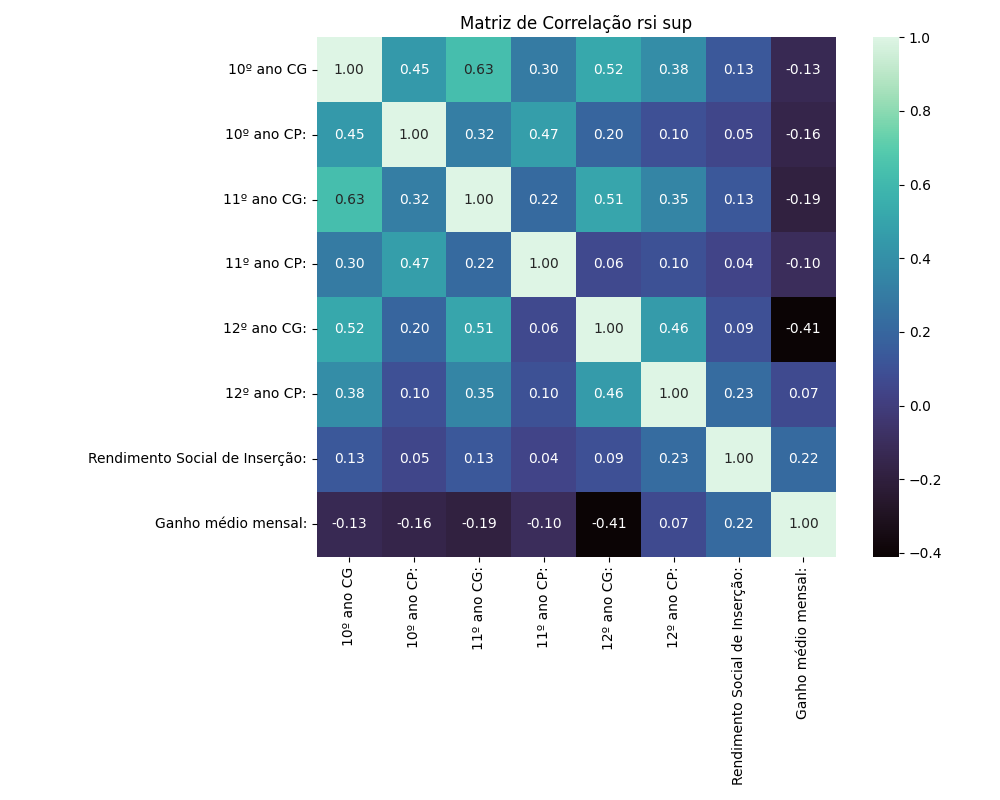 Matriz de Correlação rsi sup
10º ano CG 1.00 0.45 0.63 0.30 0.52 0.38 0.13 -0.13
10º ano CP: 0.45 1.00 0.32 0.47 0.20 0.10 0.05 -0.16
11º ano CG: 0.63 0.32 1.00 0.22 0.51 0.35 0.13 -0.19
11º ano CP: 0.30 0.47 0.22 1.00 0.06 0.10 0.04 -0.10
12º ano CG: 0.52 0.20 0.51 0.06 1.00 0.46 0.09 -0.41
12º ano CP: 0.38 0.10 0.35 0.10 0.46 1.00 0.23 0.07
Rendimento Social de Inserção: 0.13 0.05 0.13 0.04 0.09 0.23 1.00 0.22
Ganho médio mensal: -0.13 -0.16 -0.19 -0.10 -0.41 0.07 0.22 1.00
10º ano CG
10º ano CP:
11º ano CG:
11º ano CP:
12º ano CG:
12º ano CP:
Rendimento Social de Inserção:
Ganho médio mensal:
1.0
0.8
0.6
0.4
0.2
0.0
−0.2
−0.4